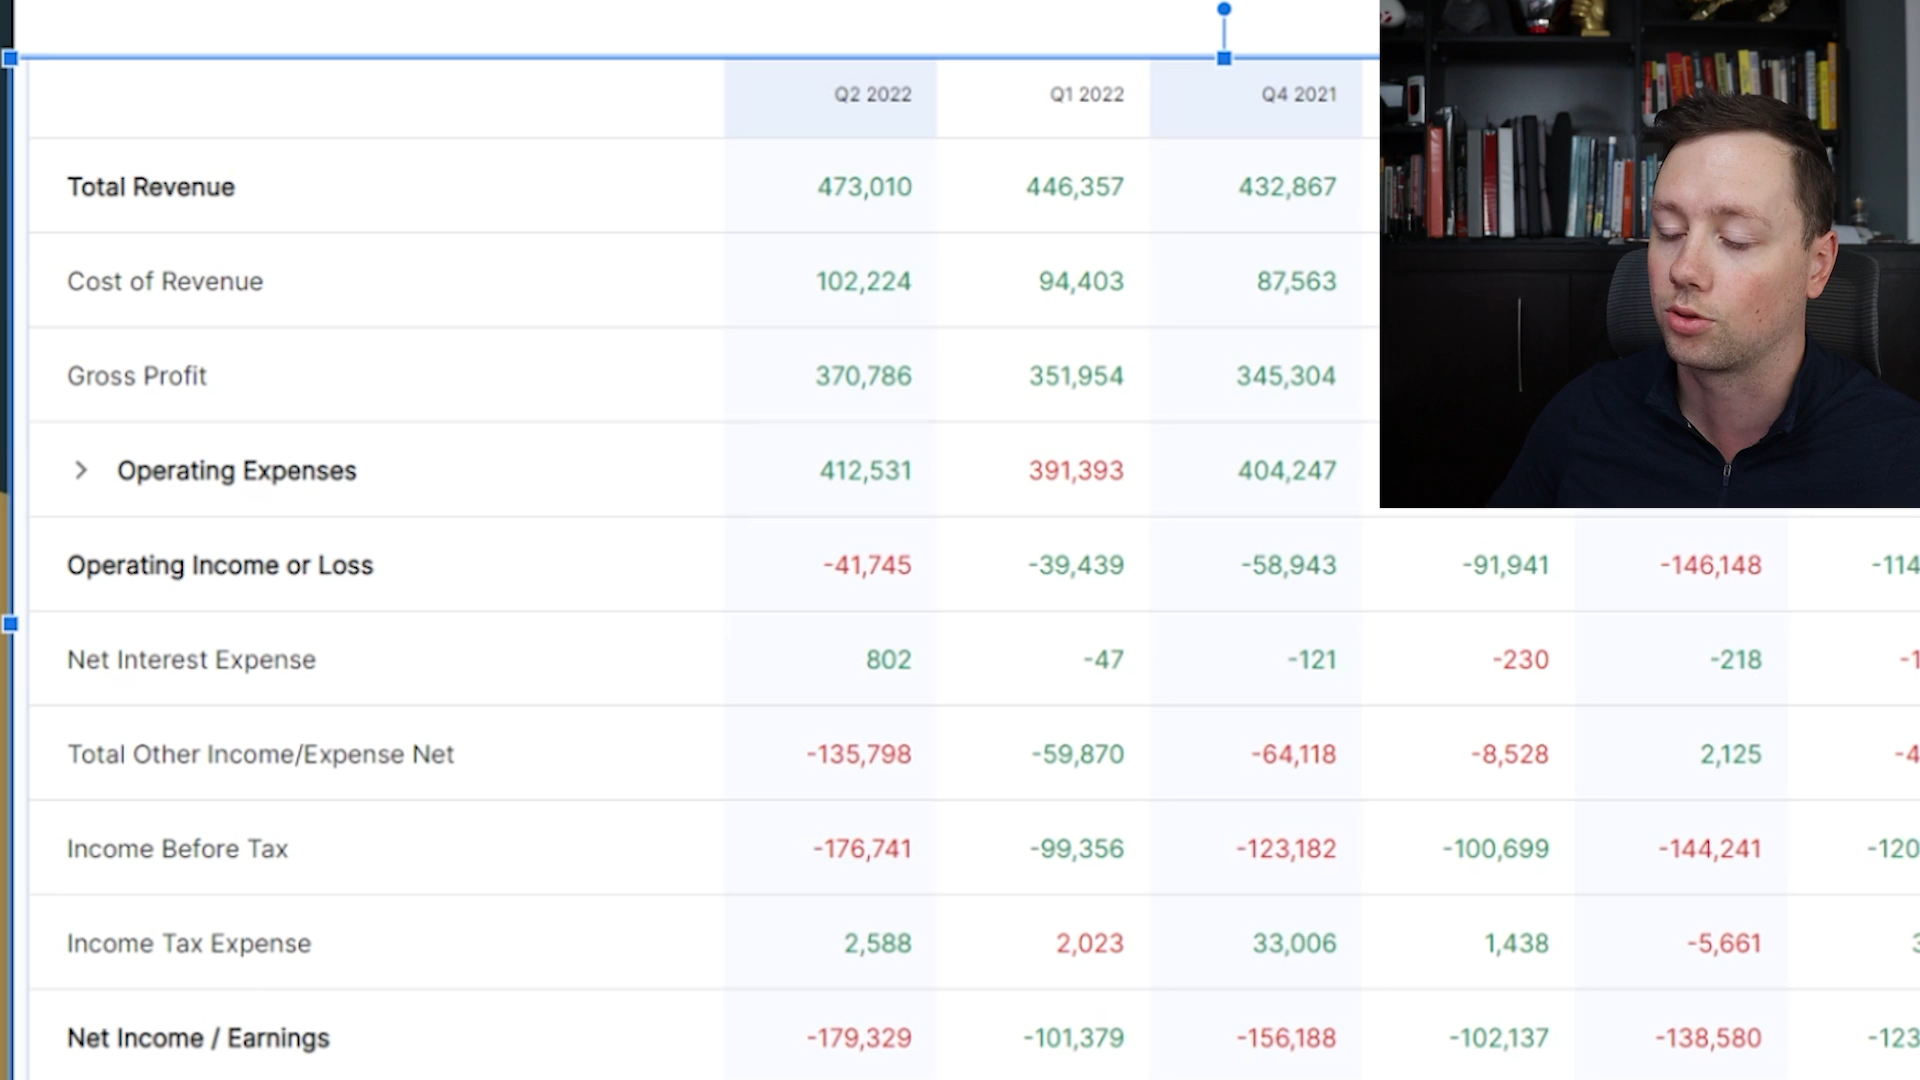 Q2 2022 Q1 2022 Q4 2021
Total Revenue 473,010 446,357 432,867
Cost of Revenue 102,224 94,403 87,563
Gross Profit 370,786 351,954 345,304
Operating Expenses 412,531 391,393 404,247
Operating Income or Loss -41,745 -39,439 -58,943 -91,941 -146,148 -114
Net Interest Expense 802 -47 -121 -230 -218 -1
Total Other Income/Expense Net -135,798 -59,870 -64,118 -8,528 2,125 -4
Income Before Tax -176,741 -99,356 -123,182 -100,699 -144,241 -120
Income Tax Expense 2,588 2,023 33,006 1,438 -5,661 3
Net Income / Earnings -179,329 -101,379 -156,188 -102,137 -138,580 -123